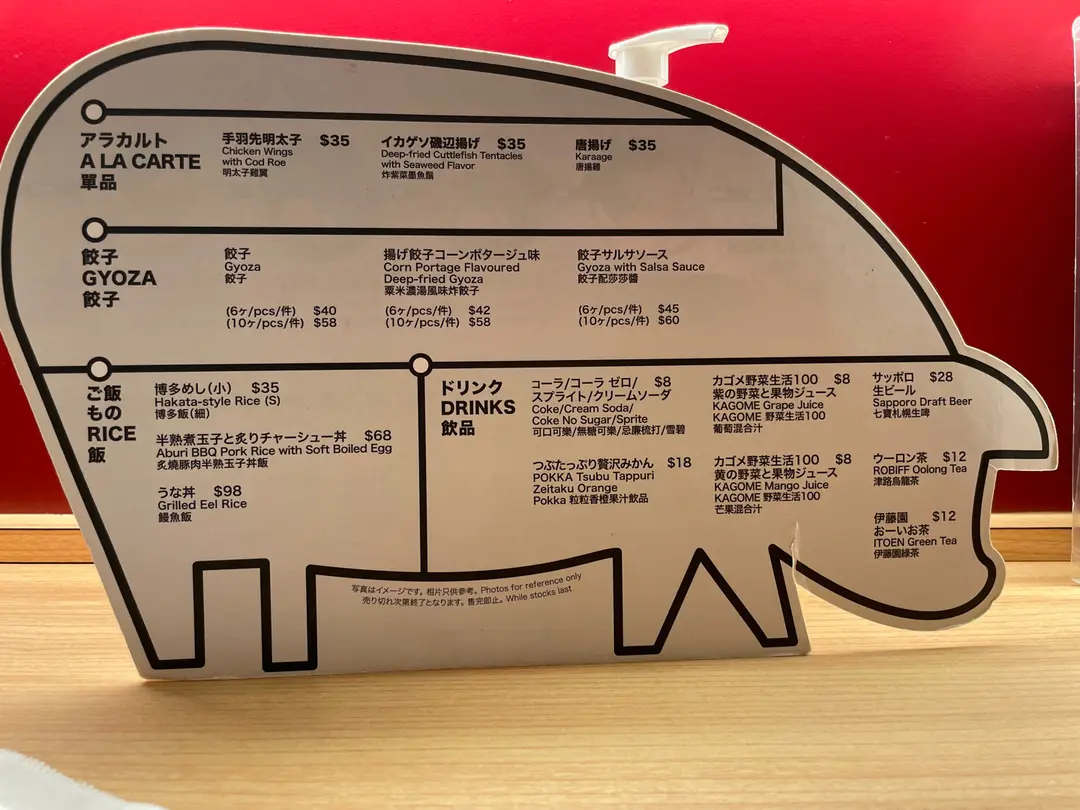 アラカルト
A LA CARTE
單品
手羽先明太子 $35
Chicken Wings
with Cod Roe
明太子雞翼
イカゲソ磯辺揚げ $35
Deep-fried Cuttlefish Tentacles
with Seaweed Flavor
炸紫菜墨魚鬚
唐揚げ $35
Karaage
唐揚雞
餃子
GYOZA
餃子
餃子
Gyoza
餃子
(6ヶ/pcs/件) $40
(10ヶ/pcs/件) $58
揚げ餃子コーンポタージュ味
Corn Portage Flavoured
Deep-fried Gyoza
粟米濃湯風味炸餃子
(6ヶ/pcs/件) $42
(10ヶ/pcs/件) $58
餃子サルサソース
Gyoza with Salsa Sauce
餃子配莎莎醬
(6ヶ/pcs/件) $45
(10ヶ/pcs/件) $60
ご飯
もの
RICE
飯
博多めし(小) $35
Hakata-style Rice (S)
博多飯(細)
半熟煮玉子と炙りチャーシュー丼 $68
Aburi BBQ Pork Rice with Soft Boiled Egg
炙燒豚肉半熟玉子丼飯
うな丼 $98
Grilled Eel Rice
鰻魚飯
ドリンク
DRINKS
飲品
コーラ/コーラ ゼロ/ $8
スプライト/クリームソーダ
Coke/Cream Soda/
Coke No Sugar/Sprite
可口可樂/無糖可樂/忌廉梳打/雪碧
つぶたっぷり贅沢みかん $18
POKKA Tsubu Tappuri
Zeitaku Orange
Pokka 粒粒香橙果汁飲品
カゴメ野菜生活100 $8
紫の野菜と果物ジュース
KAGOME Grape Juice
KAGOME 野菜生活100
葡萄混合汁
カゴメ野菜生活100 $8
黄の野菜と果物ジュース
KAGOME Mango Juice
KAGOME 野菜生活100
芒果混合汁
サッポロ $28
生ビール
Sapporo Draft Beer
七寶札幌生啤
ウーロン茶 $12
ROBIFF Oolong Tea
津路烏龍茶
伊藤園 $12
おーいお茶
ITOEN Green Tea
伊藤園綠茶
写真はイメージです。相片只供参考。Photos for reference only
売り切れ次第終了となります。售完即止。While stocks last